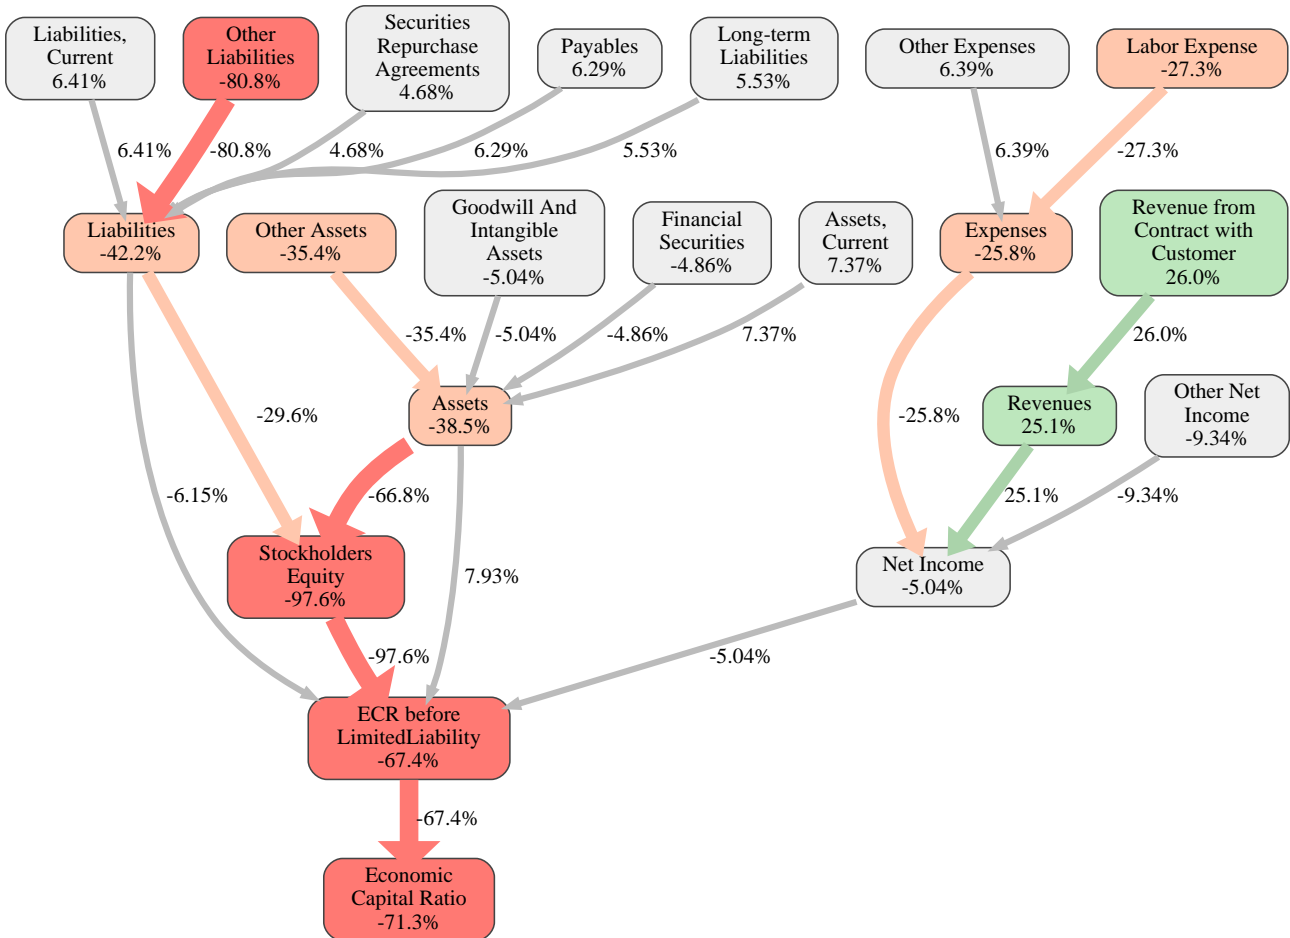 Liabilities,
Current
6.41%
Other
Liabilities
-80.8%
Securities
Repurchase
Agreements
4.68%
Payables
6.29%
Long-term
Liabilities
5.53%
Other Expenses
6.39%
Labor Expense
-27.3%
6.41%
-80.8%
4.68%
6.29%
5.53%
6.39%
-27.3%
Liabilities
-42.2%
Other Assets
-35.4%
Goodwill And
Intangible
Assets
-5.04%
Financial
Securities
-4.86%
Assets,
Current
7.37%
Expenses
-25.8%
Revenue from
Contract with
Customer
26.0%
-35.4%
-5.04%
-4.86%
7.37%
26.0%
-29.6%
Assets
-38.5%
-25.8%
Revenues
25.1%
Other Net
Income
-9.34%
-6.15%
-66.8%
25.1%
-9.34%
Stockholders
Equity
-97.6%
7.93%
Net Income
-5.04%
-97.6%
-5.04%
ECR before
LimitedLiability
-67.4%
-67.4%
Economic
Capital Ratio
-71.3%